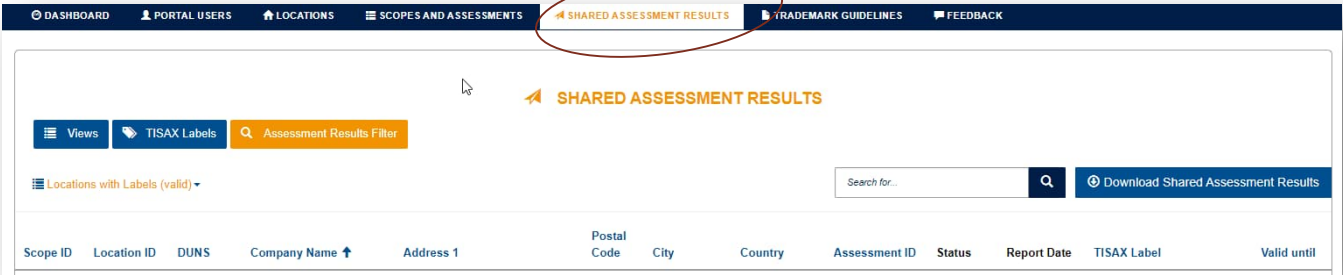 DASHBOARD PORTAL USERS LOCATIONS SCOPES AND ASSESSMENTS SHARED ASSESSMENT RESULTS TRADEMARK GUIDELINES FEEDBACK
SHARED ASSESSMENT RESULTS
Views TISAX Labels Assessment Results Filter
Locations with Labels (valid) Search for... Download Shared Assessment Results
Scope ID Location ID DUNS Company Name Address 1 Postal Code City Country Assessment ID Status Report Date TISAX Label Valid until